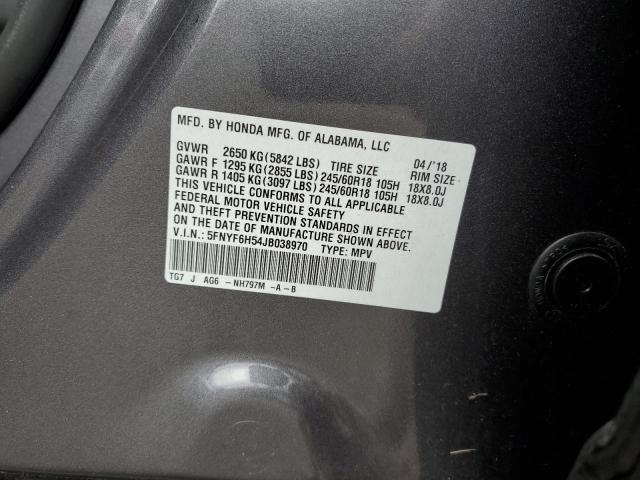 MFD. BY HONDA MFG. OF ALABAMA, LLC 04/'18
GVWR 2650 KG (5842 LBS) TIRE SIZE RIM SIZE
GAWR F 1295 KG (2855 LBS) 245/60R18 105H 18X8.0J
GAWR R 1405 KG (3097 LBS) 245/60R18 105H 18X8.0J
THIS VEHICLE CONFORMS TO ALL APPLICABLE
FEDERAL MOTOR VEHICLE SAFETY
AND THEFT PREVENTION STANDARDS IN EFFECT
ON THE DATE OF MANUFACTURE SHOWN ABOVE.
V.I.N.: 5FNYF6H54JB038970 TYPE: MPV
TG7 J AG6 -NH797M -A-B